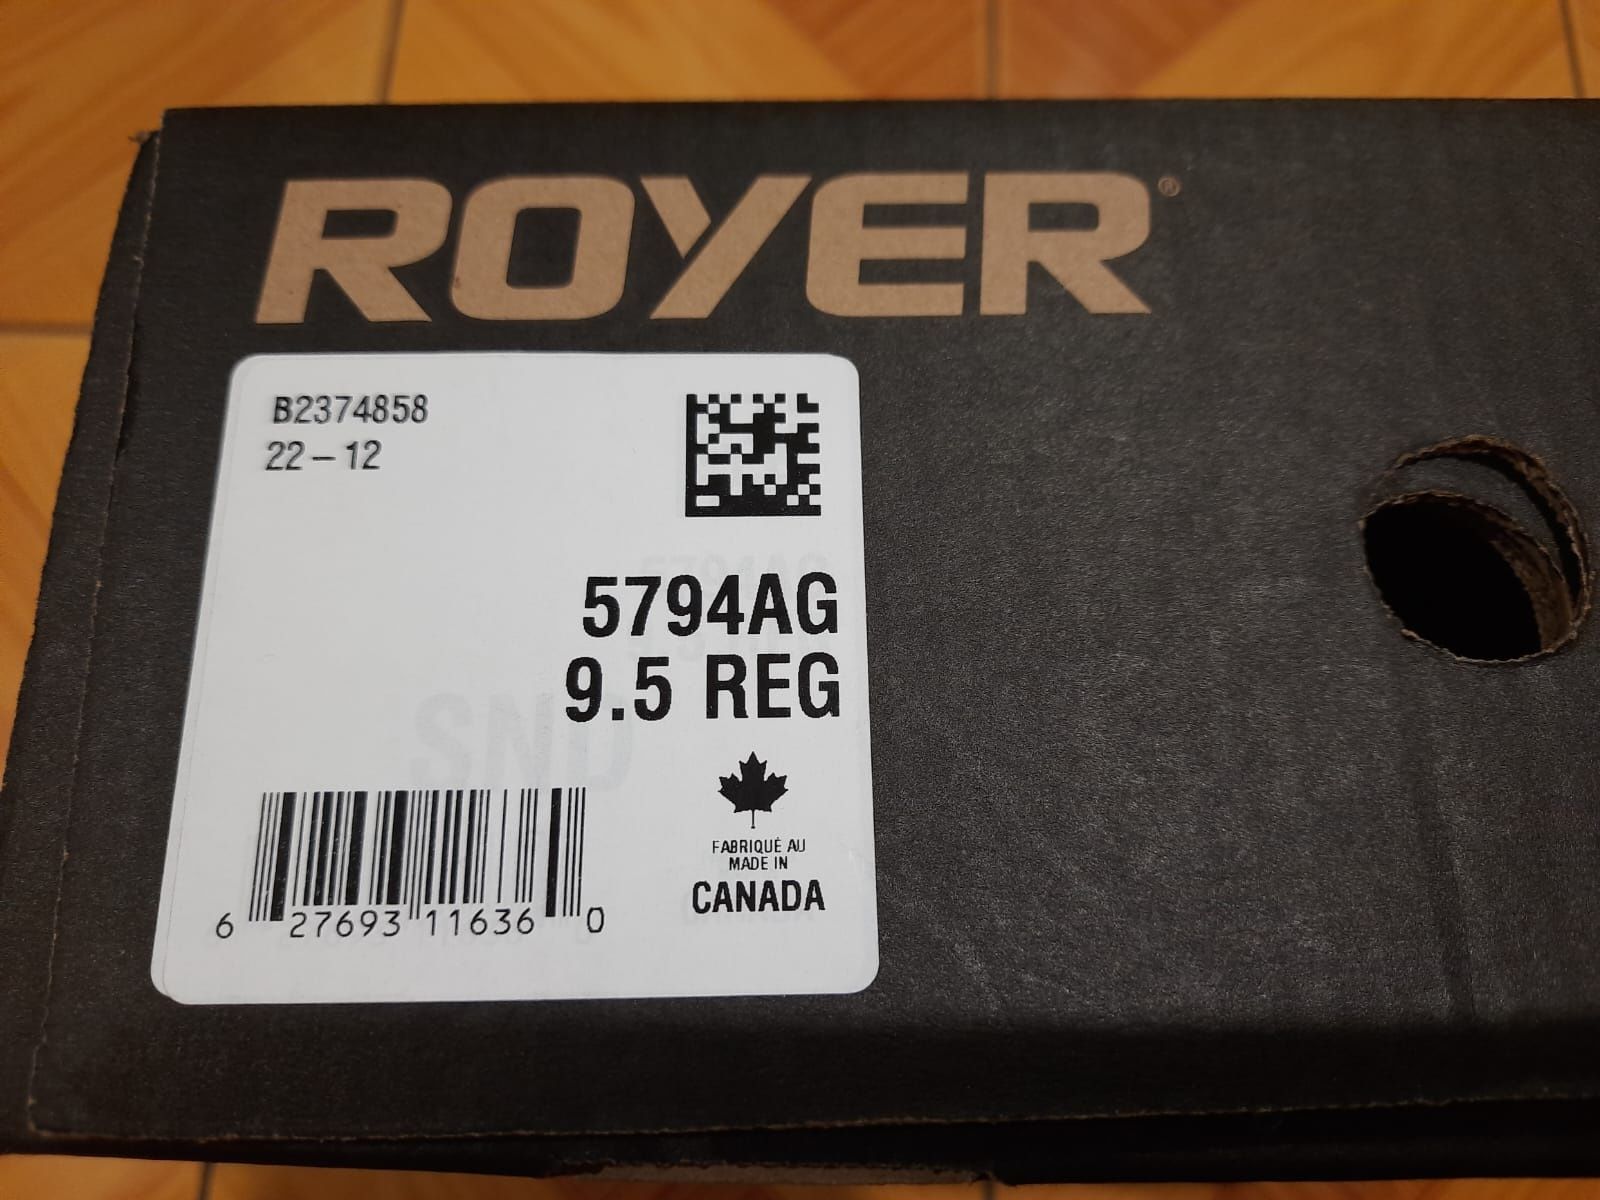 ROYER®
B2374858
22-12
5794AG
9.5 REG
FABRIQUÉ AU
MADE IN
CANADA
6 27693 11636 0